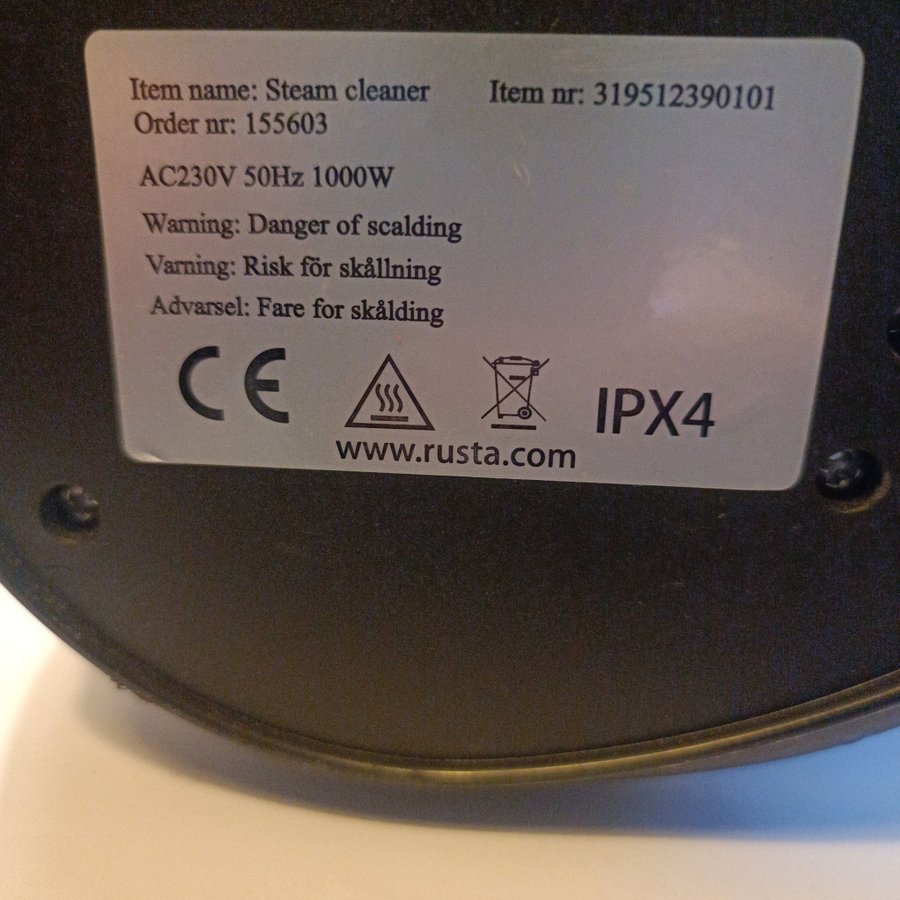 Item name: Steam cleaner Item nr: 319512390101
Order nr: 155603
AC230V 50Hz 1000W
Warning: Danger of scalding
Varning: Risk för skållning
Advarsel: Fare for skålding
CE IPX4
www.rusta.com